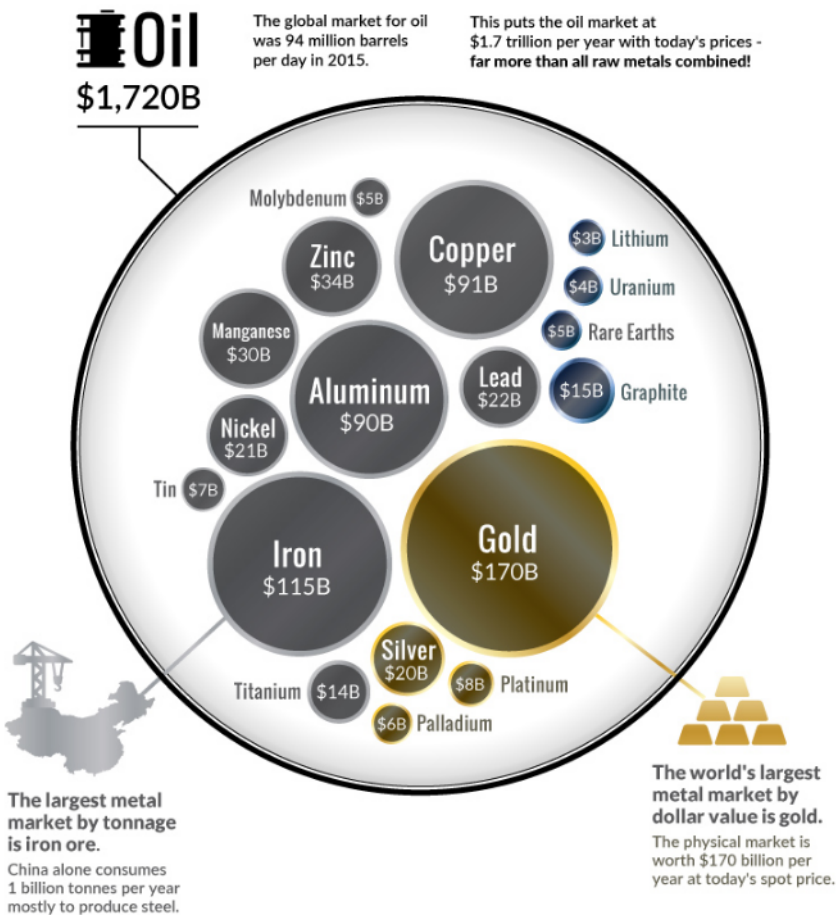 Oil
$1,720B
The global market for oil
was 94 million barrels
per day in 2015.
This puts the oil market at
$1.7 trillion per year with today's prices -
far more than all raw metals combined!
Molybdenum $5B
Zinc
$34B
Copper
$91B
$3B Lithium
$4B Uranium
$5B Rare Earths
Manganese
$30B
Aluminum
$90B
Lead
$22B
$15B Graphite
Nickel
$21B
Tin $7B
Iron
$115B
Gold
$170B
Silver
$20B
Titanium $14B
$8B Platinum
$6B Palladium
The largest metal
market by tonnage
is iron ore.
China alone consumes
1 billion tonnes per year
mostly to produce steel.
The world's largest
metal market by
dollar value is gold.
The physical market is
worth $170 billion per
year at today's spot price.